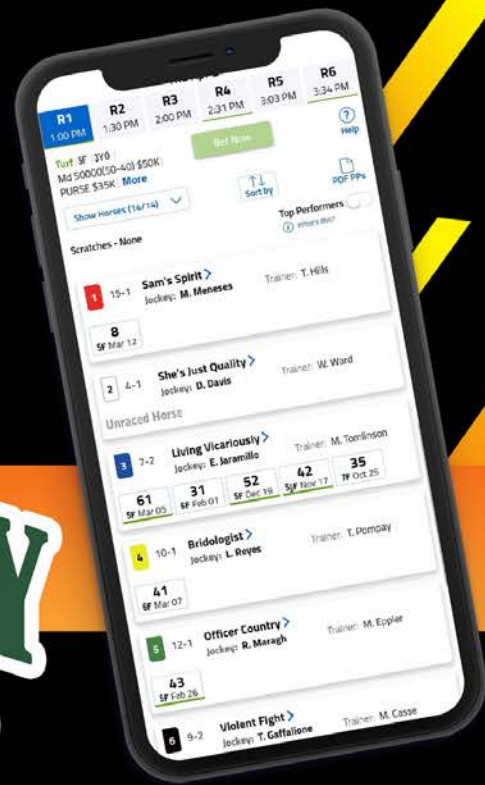 R1 R2 R3 R4 R5 R6
1:00 PM 1:30 PM 2:00 PM 2:31 PM 3:03 PM 3:34 PM
Turf 5F 3YO
Bet Now
Help
Md 50000(50-40) $50K
PURSE $35K More
Show Horses (14/14)
Sort by
PDF PPs
Scratches - None
Top Performers
What's this?
1 15-1 Sam's Spirit > Trainer: T. Hills
Jockey: M. Meneses
8
5F Mar 12
2 4-1 She's Just Quality > Trainer: W. Ward
Jockey: D. Davis
Unraced Horse
3 7-2 Living Vicariously > Trainer: M. Tomlinson
Jockey: E. Jaramillo
61 31 52 42 35
5F Mar 05 6F Feb 01 5F Dec 19 5½F Nov 17 7F Oct 25
4 10-1 Bridologist > Trainer: T. Pompay
Jockey: L. Reyes
41
6F Mar 07
5 12-1 Officer Country > Trainer: M. Eppler
Jockey: R. Maragh
43
5F Feb 26
6 9-2 Violent Fight > Trainer: M. Casse
Jockey: T. Gaffalione
Y